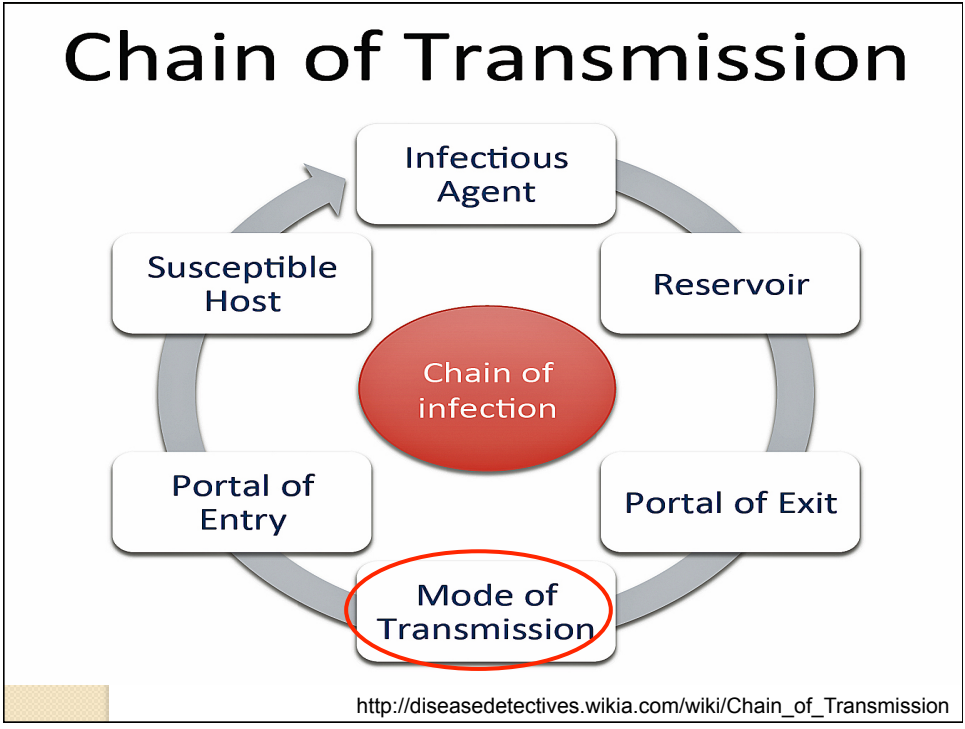 Chain of Transmission
Infectious
Agent
Reservoir
Portal of Exit
Mode of
Transmission
Portal of
Entry
Susceptible
Host
Chain of
infection
http://diseasedetectives.wikia.com/wiki/Chain_of_Transmission